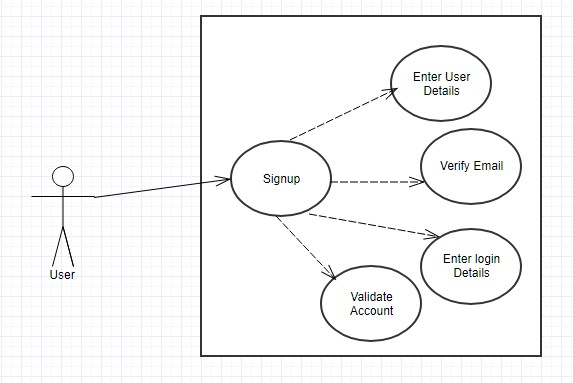 Enter User
Details
Verify Email
Signup
Enter login
Details
User
Validate
Account